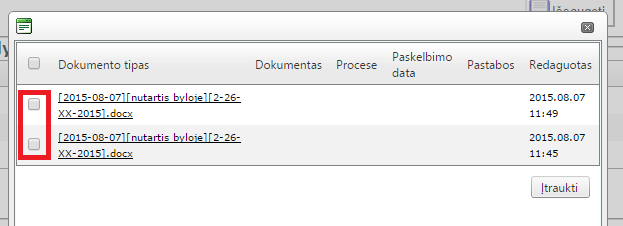 Išsaugoti
Dokumento tipas Dokumentas Procese Paskelbimo data Pastabos Redaguotas
[2015-08-07][nutartis byloje][2-26-
XX-2015].docx
2015.08.07
11:49
[2015-08-07][nutartis byloje][2-26-
XX-2015].docx
2015.08.07
11:45
Įtraukti